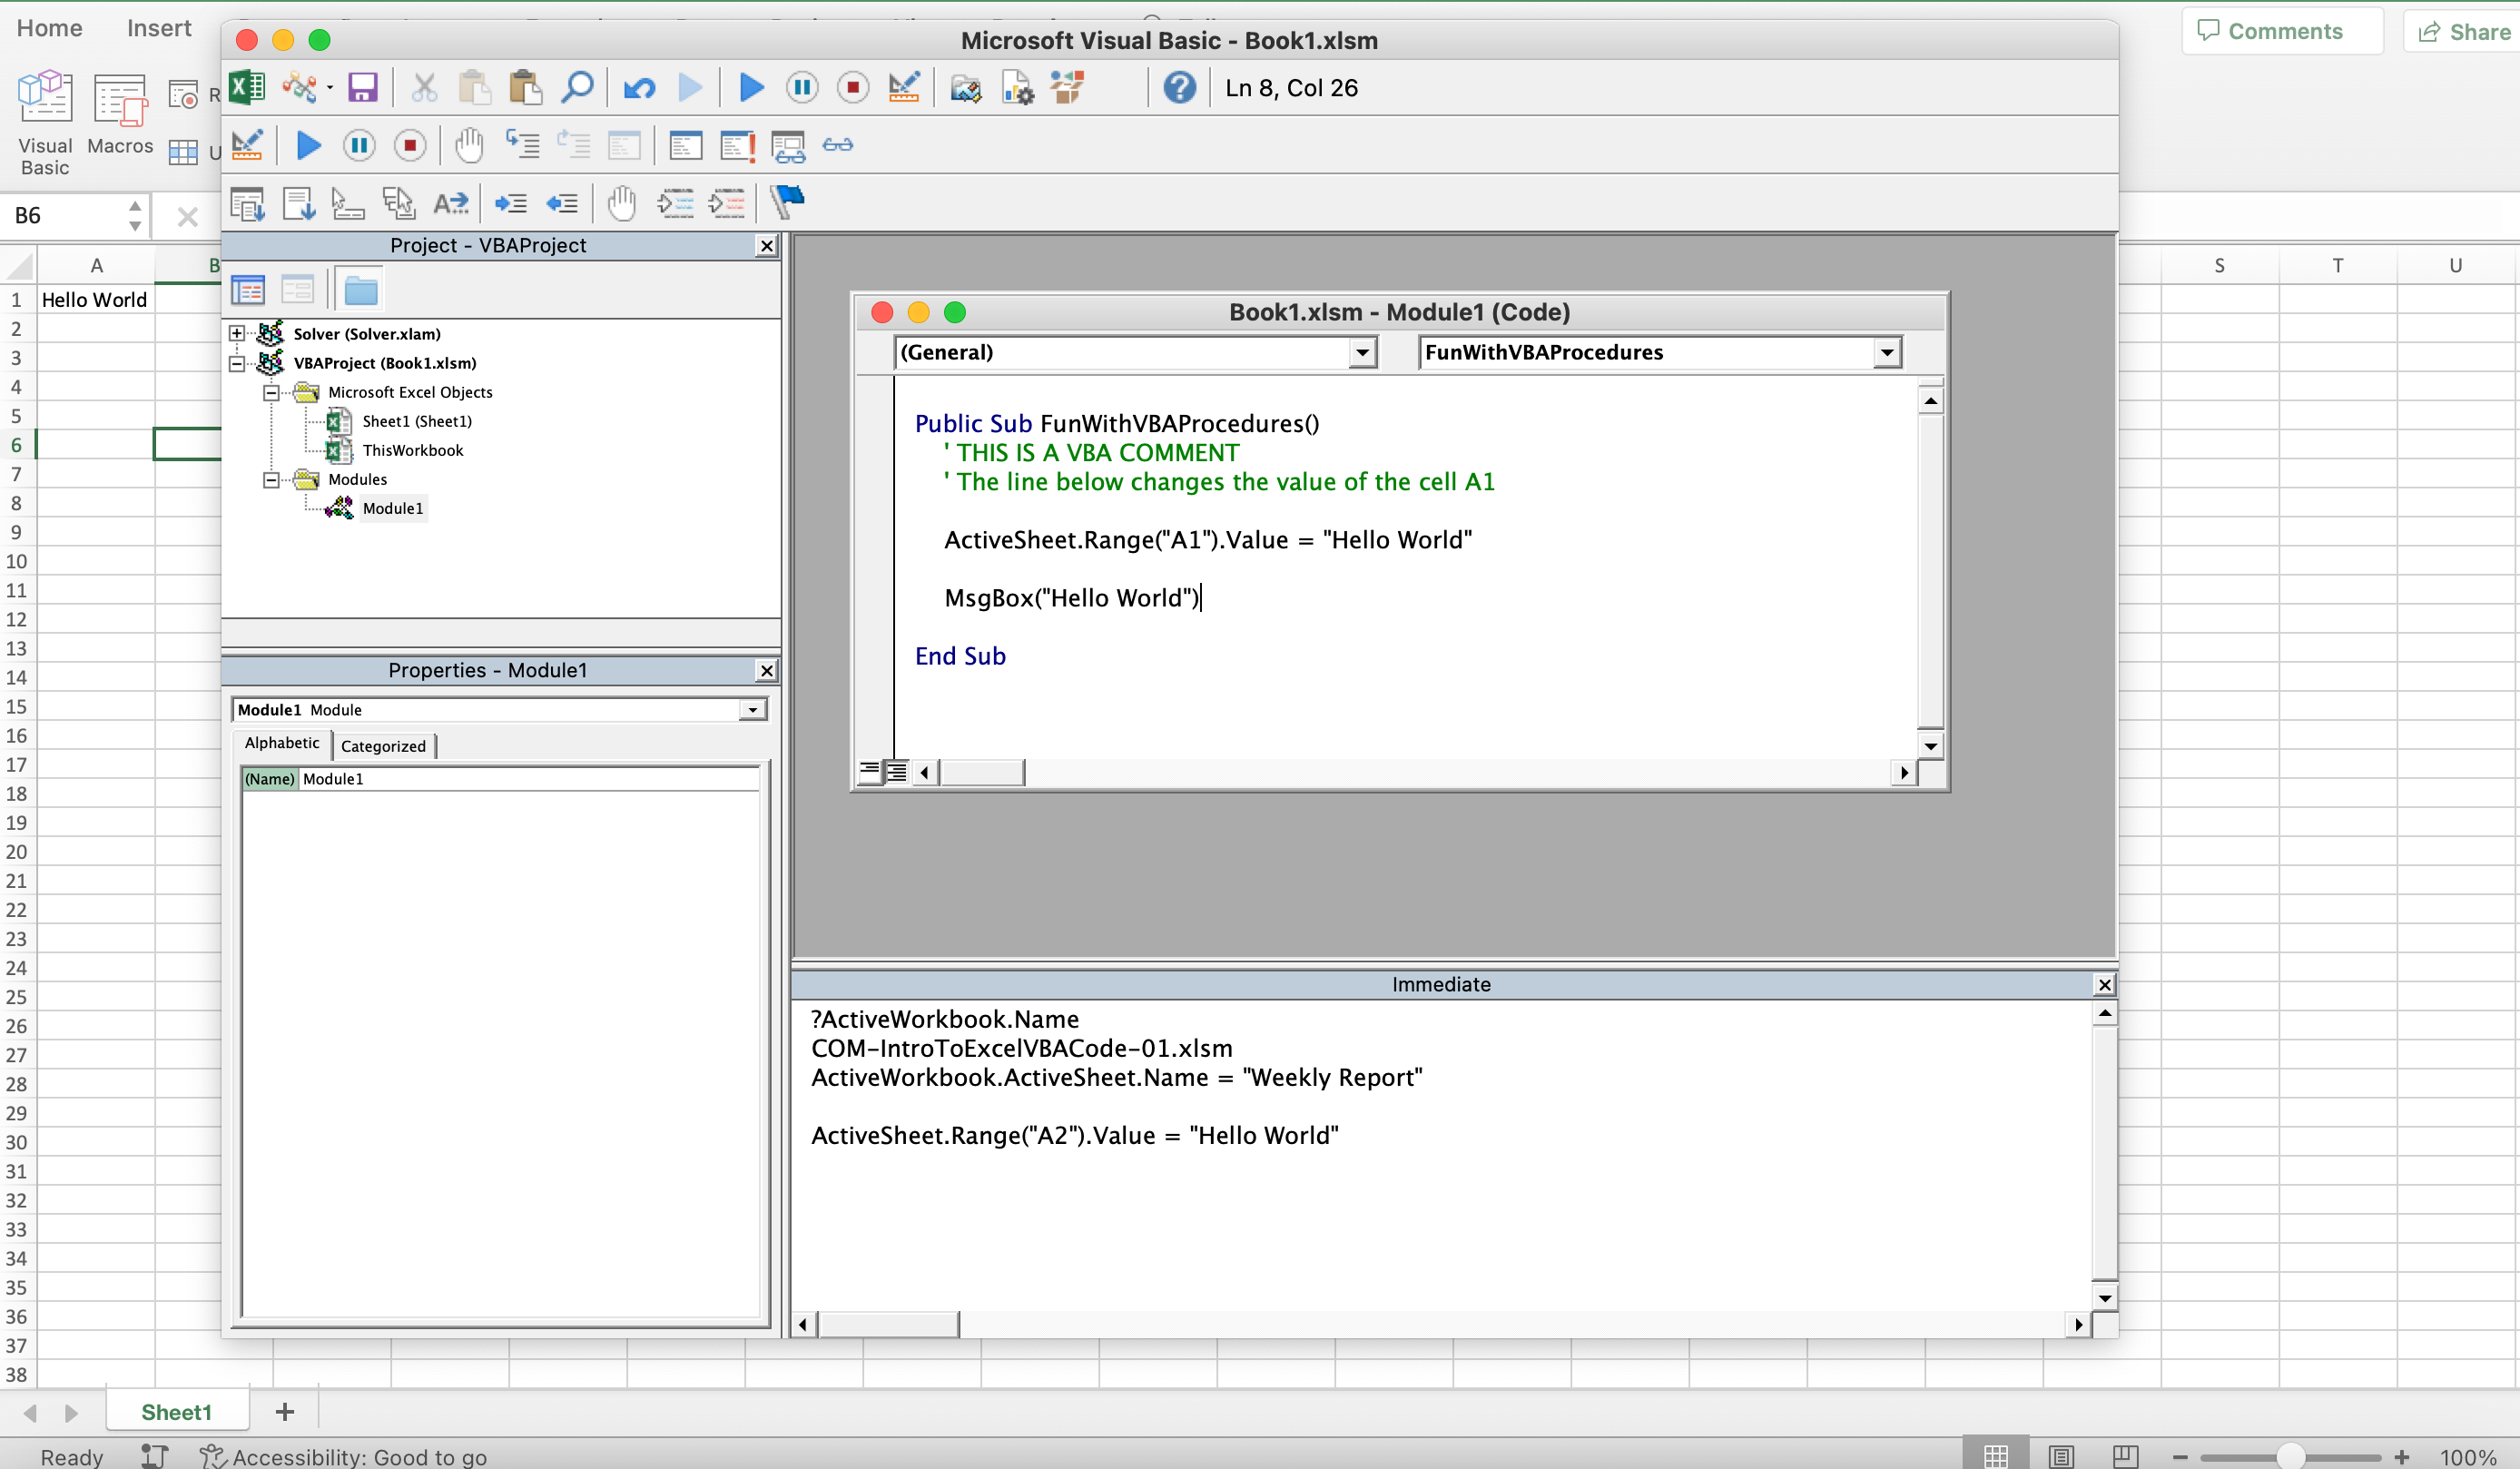 Home Insert
Comments Share
Microsoft Visual Basic - Book1.xlsm
Visual Basic
Macros
R
U
Ln 8, Col 26
B6
Project - VBAProject
A B S T U
1 Hello World
2
3
4
5
6
7
8
9
10
11
12
13
14
15
16
17
18
19
20
21
22
23
24
25
26
27
28
29
30
31
32
33
34
35
36
37
38
Solver (Solver.xlam)
VBAProject (Book1.xlsm)
Microsoft Excel Objects
Sheet1 (Sheet1)
ThisWorkbook
Modules
Module1
Properties - Module1
Module1 Module
Alphabetic Categorized
(Name) Module1
Book1.xlsm - Module1 (Code)
(General) FunWithVBAProcedures
Public Sub FunWithVBAProcedures()
' THIS IS A VBA COMMENT
' The line below changes the value of the cell A1
ActiveSheet.Range("A1").Value = "Hello World"
MsgBox("Hello World")
End Sub
Immediate
?ActiveWorkbook.Name
COM-IntroToExcelVBACode-01.xlsm
ActiveWorkbook.ActiveSheet.Name = "Weekly Report"
ActiveSheet.Range("A2").Value = "Hello World"
Sheet1
Ready Accessibility: Good to go 100%